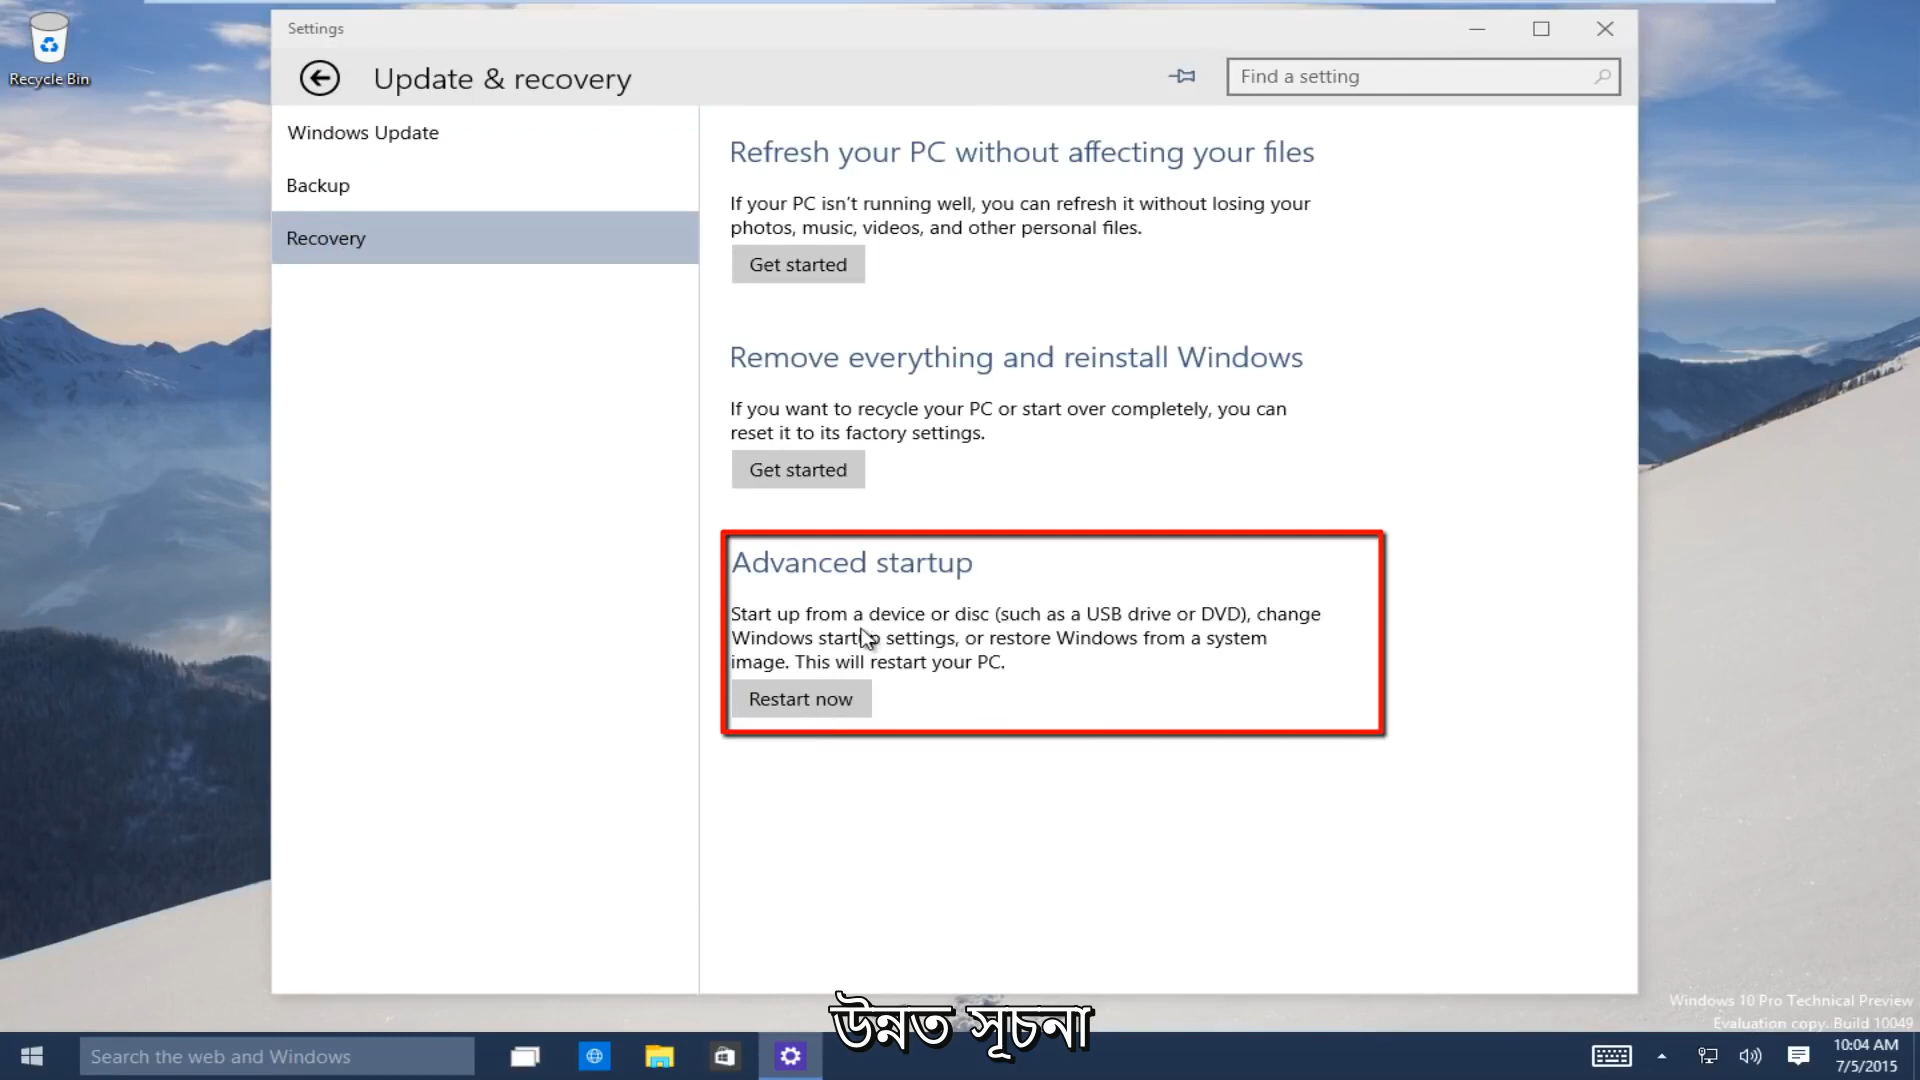 Recycle Bin
Settings
Update & recovery
Find a setting
Windows Update
Backup
Recovery
Refresh your PC without affecting your files
If your PC isn't running well, you can refresh it without losing your
photos, music, videos, and other personal files.
Get started
Remove everything and reinstall Windows
If you want to recycle your PC or start over completely, you can
reset it to its factory settings.
Get started
Advanced startup
Start up from a device or disc (such as a USB drive or DVD), change
Windows startup settings, or restore Windows from a system
image. This will restart your PC.
Restart now
উন্নত সূচনা
Windows 10 Pro Technical Preview
Evaluation copy. Build 10049
Search the web and Windows
10:04 AM
7/5/2015